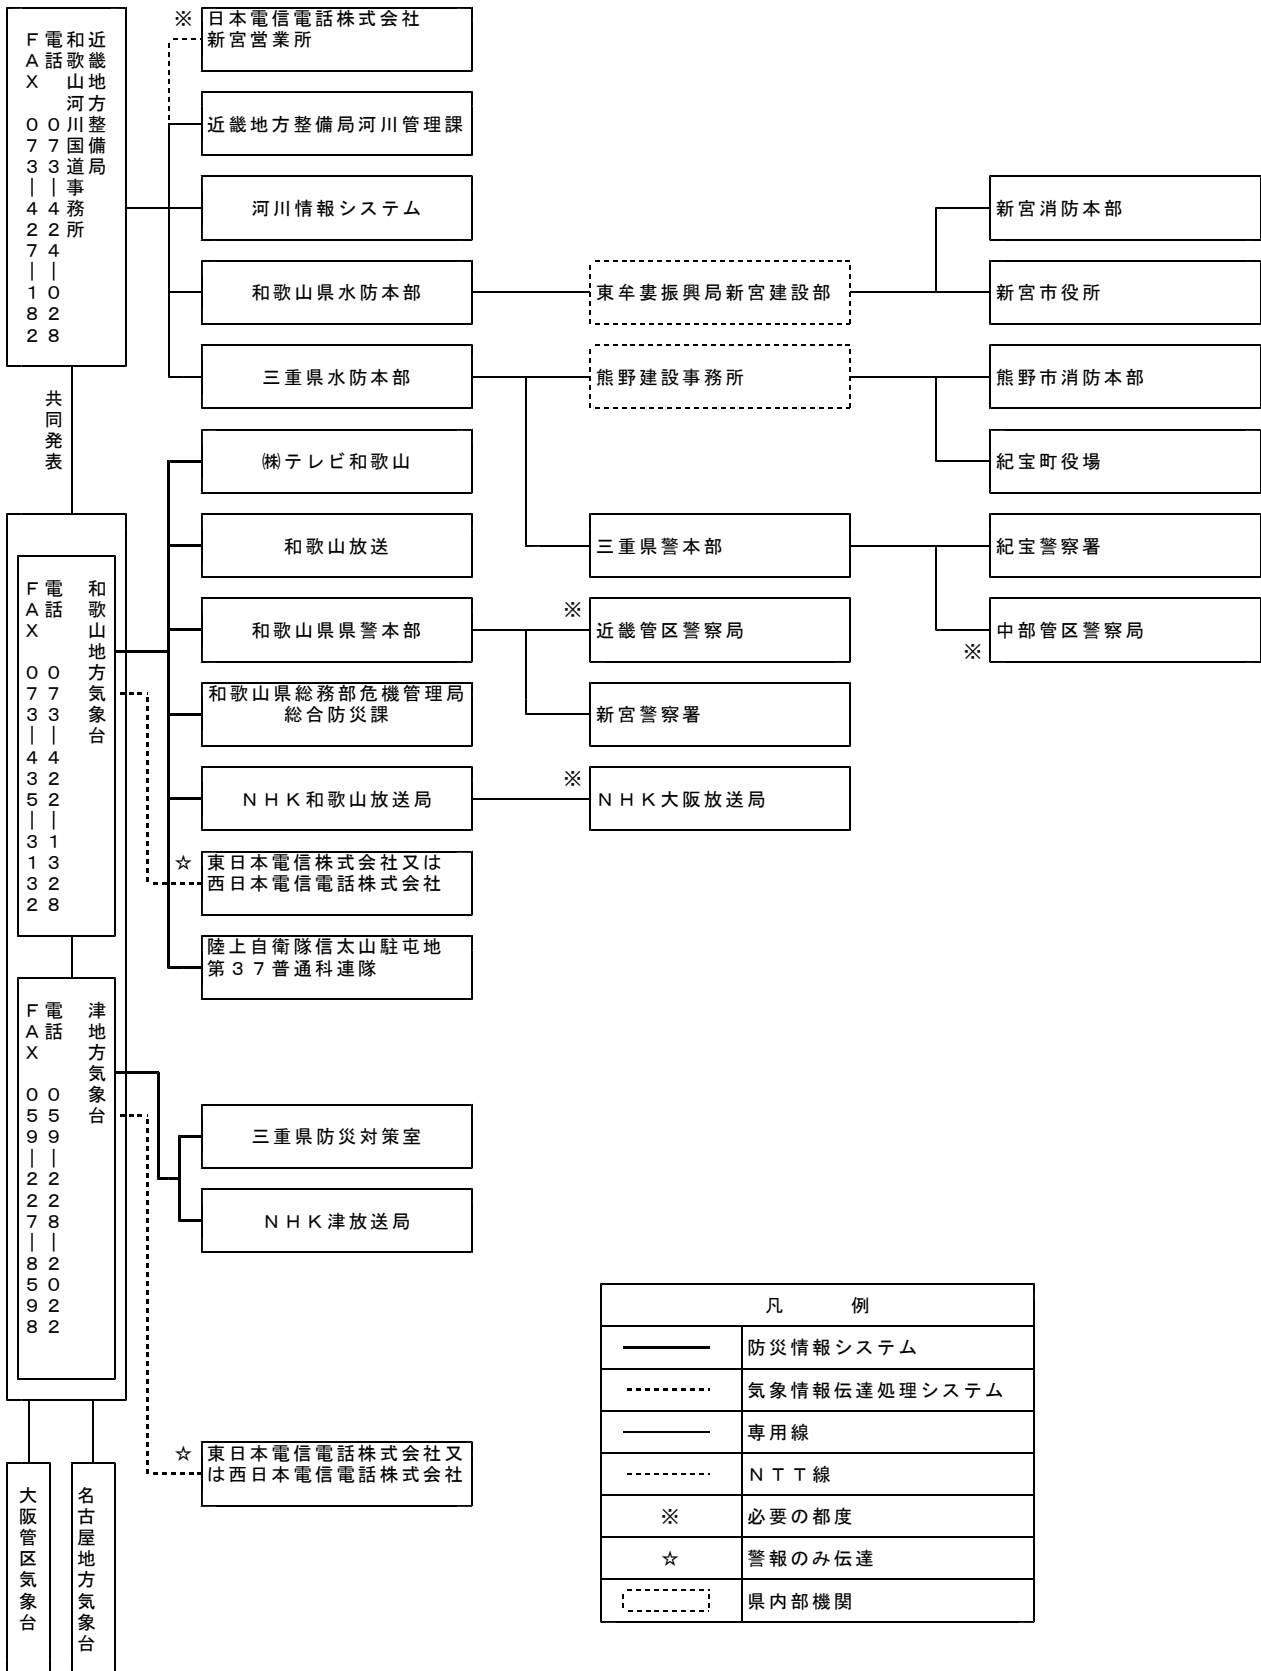 近畿地方整備局
和歌山河川国道事務所
電話　０７３｜４２４｜０２８
ＦＡＸ　０７３｜４２７｜１８２
共同発表
和歌山地方気象台
電話　０７３｜４２２｜１３２８
ＦＡＸ　０７３｜４３５｜３１３２
津地方気象台
電話　０５９｜２２８｜２０２２
ＦＡＸ　０５９｜２２７｜８５９８
大阪管区気象台
名古屋地方気象台
※
日本電信電話株式会社
新宮営業所
近畿地方整備局河川管理課
河川情報システム
和歌山県水防本部
三重県水防本部
㈱テレビ和歌山
和歌山放送
和歌山県県警本部
和歌山県総務部危機管理局
総合防災課
ＮＨＫ和歌山放送局
☆
東日本電信株式会社又は
西日本電信電話株式会社
陸上自衛隊信太山駐屯地
第３７普通科連隊
三重県防災対策室
ＮＨＫ津放送局
☆
東日本電信電話株式会社又
は西日本電信電話株式会社
東牟婁振興局新宮建設部
熊野建設事務所
三重県警本部
※
近畿管区警察局
新宮警察署
※
ＮＨＫ大阪放送局
新宮消防本部
新宮市役所
熊野市消防本部
紀宝町役場
紀宝警察署
中部管区警察局
※
凡　例
防災情報システム
気象情報伝達処理システム
専用線
ＮＴＴ線
※　必要の都度
☆　警報のみ伝達
県内部機関